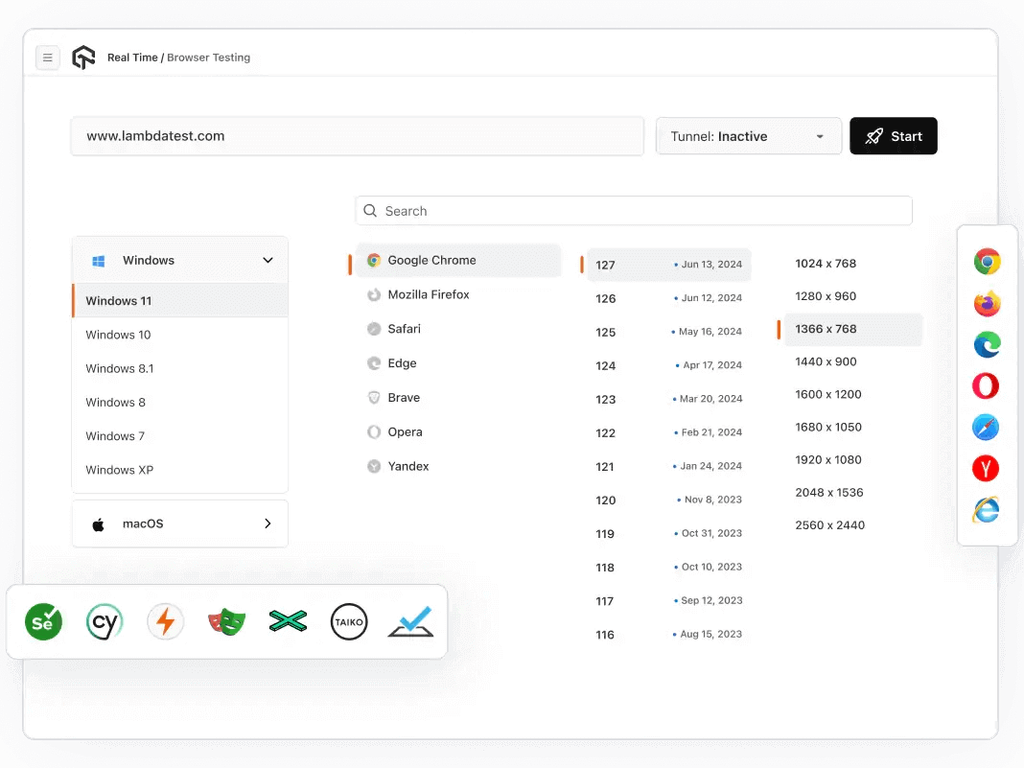 Real Time / Browser Testing
www.lambdatest.com
Tunnel: Inactive
Start
Search
Windows
Windows 11
Windows 10
Windows 8.1
Windows 8
Windows 7
Windows XP
macOS
Google Chrome
Mozilla Firefox
Safari
Edge
Brave
Opera
Yandex
127 • Jun 13, 2024
126 • Jun 12, 2024
125 • May 16, 2024
124 • Apr 17, 2024
123 • Mar 20, 2024
122 • Feb 21, 2024
121 • Jan 24, 2024
120 • Nov 8, 2023
119 • Oct 31, 2023
118 • Oct 10, 2023
117 • Sep 12, 2023
116 • Aug 15, 2023
1024 x 768
1280 x 960
1366 x 768
1440 x 900
1600 x 1200
1680 x 1050
1920 x 1080
2048 x 1536
2560 x 2440
Se
cy
TAIKO